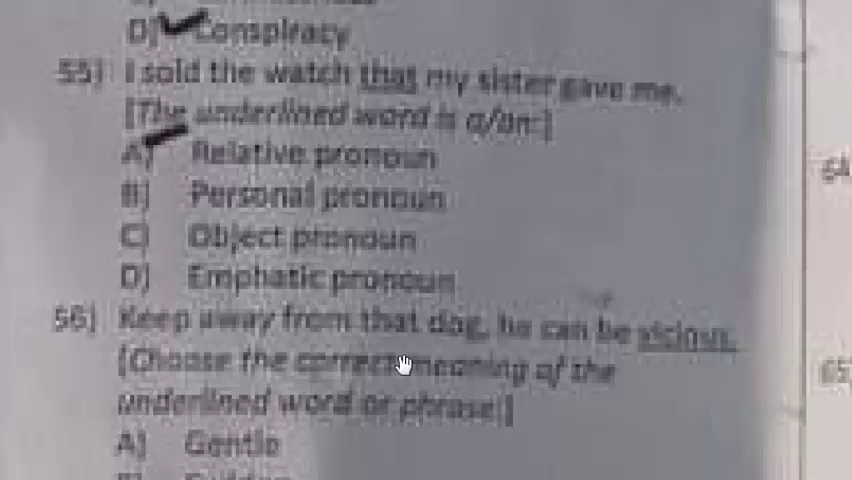 D) Conspiracy
55) I sold the watch that my sister gave me.
[The underlined word is a/an:]
A) Relative pronoun
B) Personal pronoun
C) Object pronoun
D) Emphatic pronoun
56) Keep away from that dog, he can be vicious.
[Choose the correct meaning of the
underlined word or phrase.]
A) Gentle
64
65